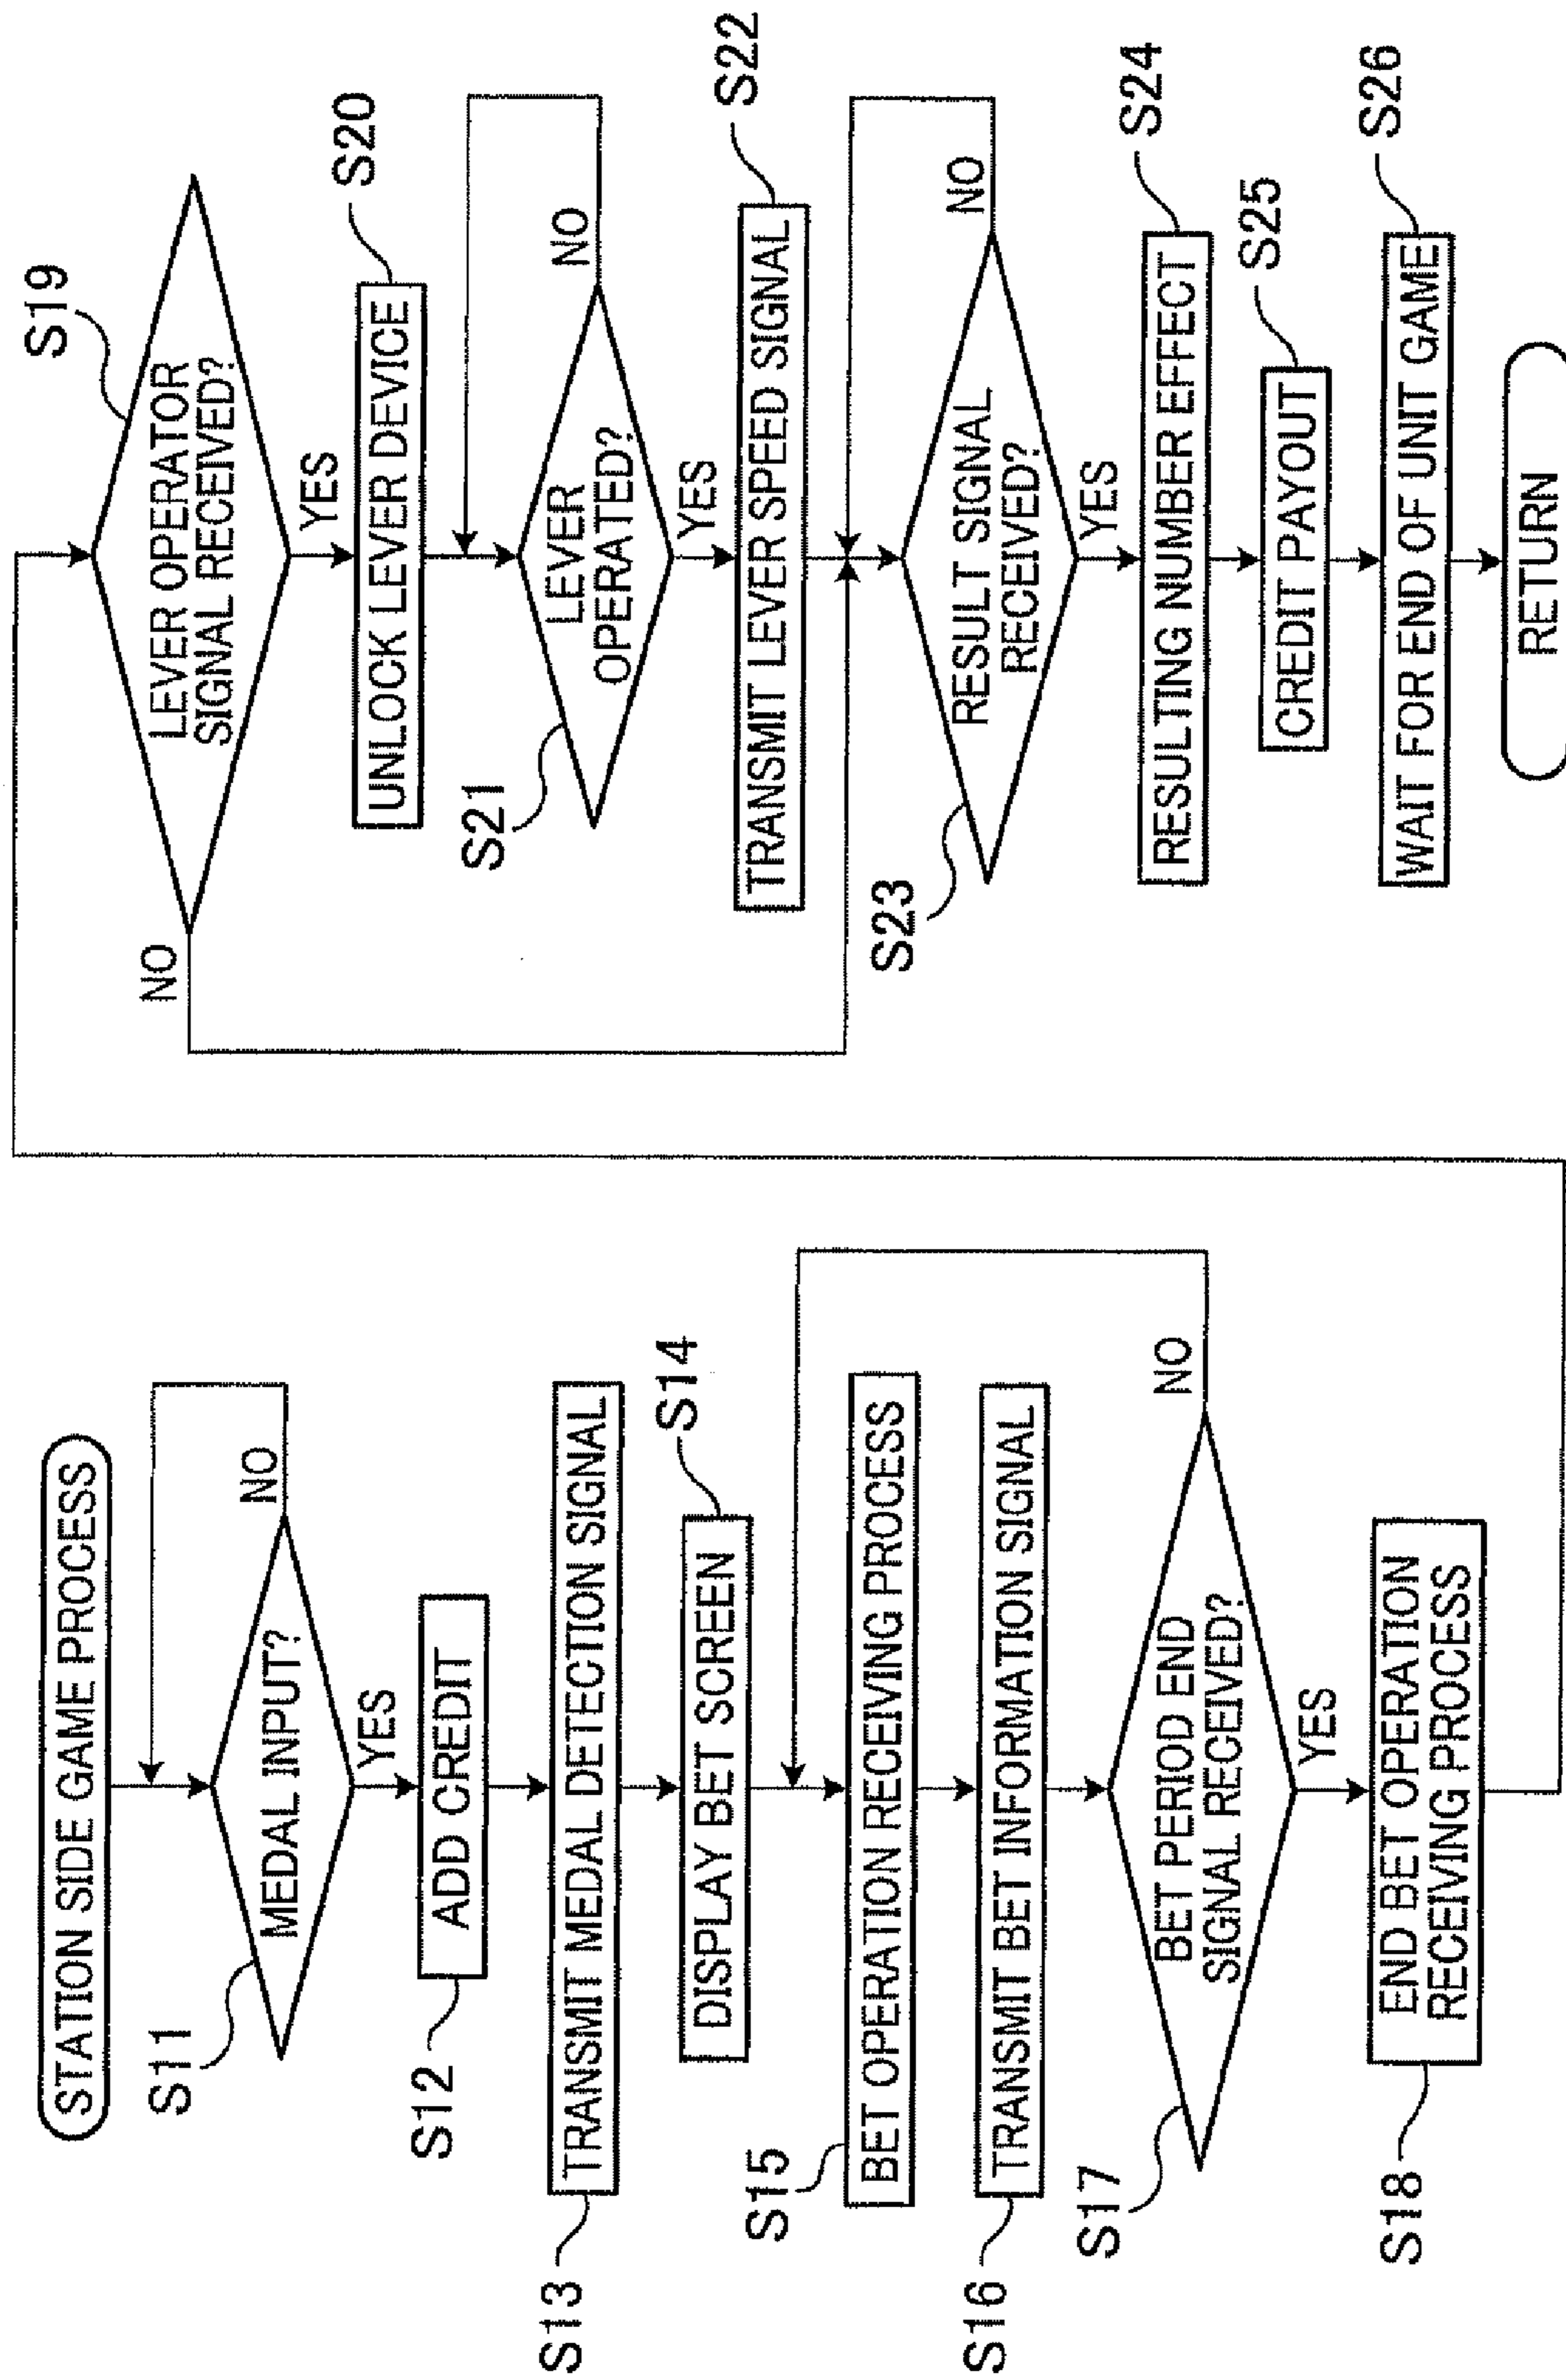 STATION SIDE GAME PROCESS
S11
MEDAL INPUT?
NO
YES
S12
ADD CREDIT
S13
TRANSMIT MEDAL DETECTION SIGNAL
S14
DISPLAY BET SCREEN
S15
BET OPERATION RECEIVING PROCESS
S16
TRANSMIT BET INFORMATION SIGNAL
S17
BET PERIOD END
SIGNAL RECEIVED?
NO
YES
S18
END BET OPERATION
RECEIVING PROCESS
S19
LEVER OPERATOR
SIGNAL RECEIVED?
NO
YES
S20
UNLOCK LEVER DEVICE
S21
LEVER
OPERATED?
NO
YES
S22
TRANSMIT LEVER SPEED SIGNAL
S23
RESULT SIGNAL
RECEIVED?
NO
YES
S24
RESULTING NUMBER EFFECT
S25
CREDIT PAYOUT
S26
WAIT FOR END OF UNIT GAME
RETURN